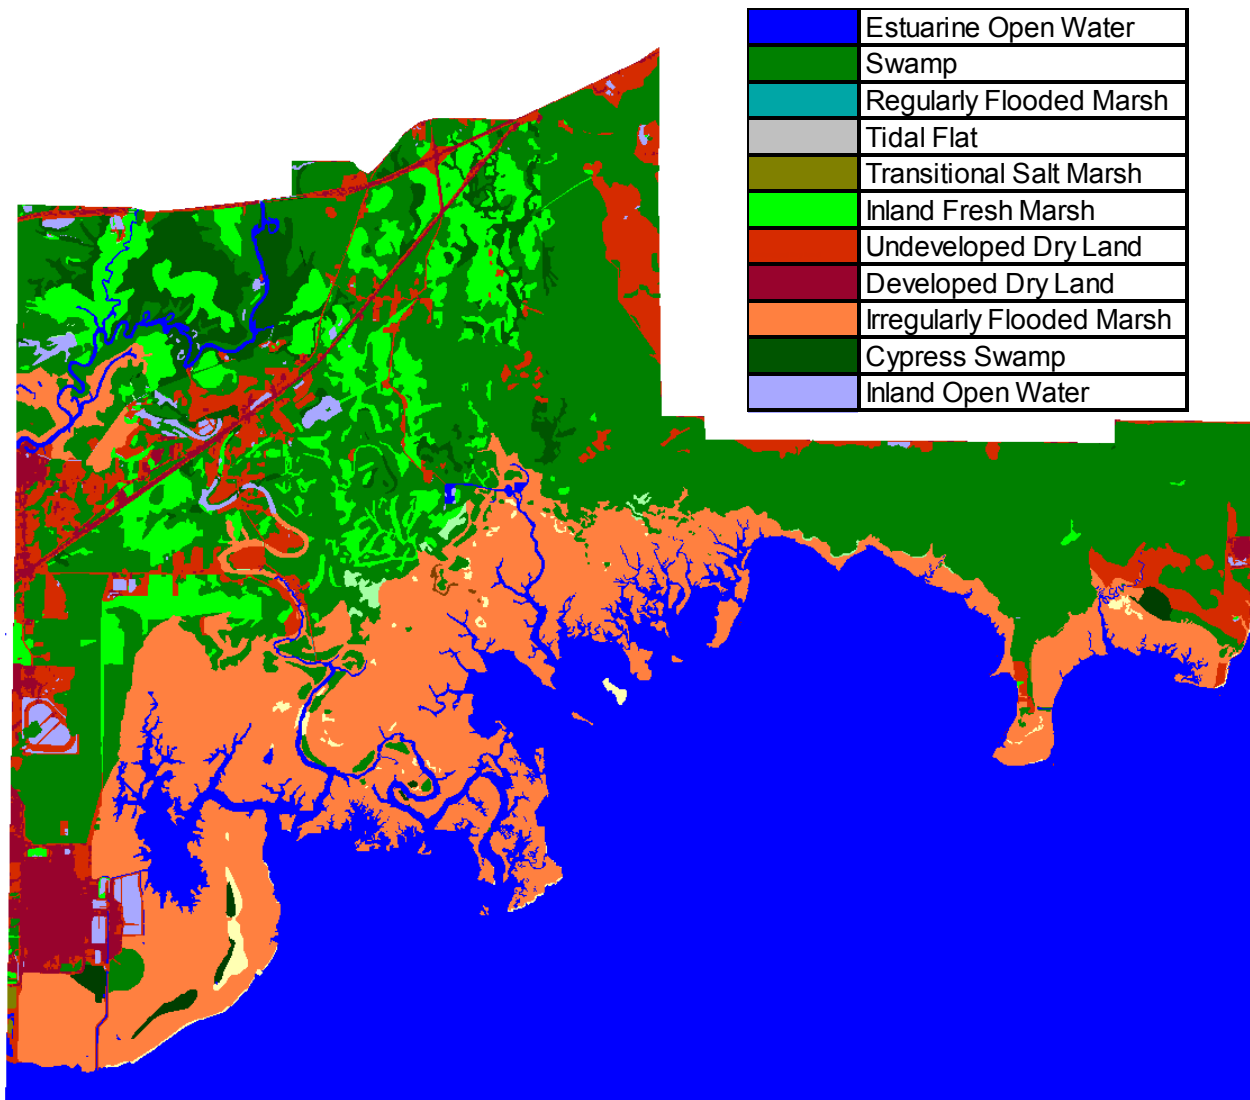 Estuarine Open Water
Swamp
Regularly Flooded Marsh
Tidal Flat
Transitional Salt Marsh
Inland Fresh Marsh
Undeveloped Dry Land
Developed Dry Land
Irregularly Flooded Marsh
Cypress Swamp
Inland Open Water